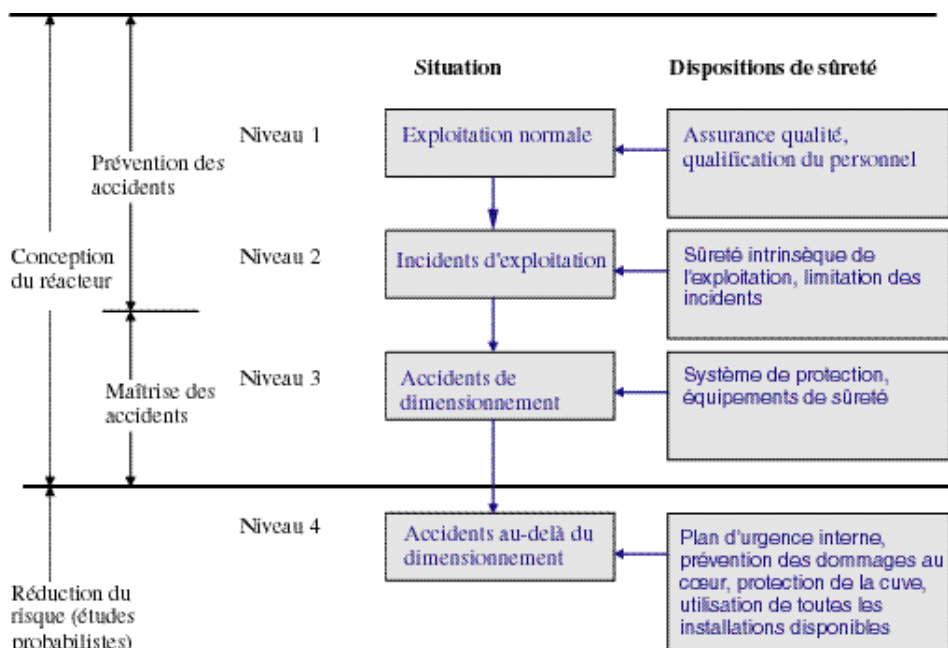 Situation
Dispositions de sûreté
Niveau 1
Exploitation normale
Assurance qualité,
qualification du personnel
Prévention des
accidents
Conception
du réacteur
Niveau 2
Incidents d'exploitation
Sûreté intrinsèque de
l'exploitation, limitation des
incidents
Maîtrise des
accidents
Niveau 3
Accidents de
dimensionnement
Système de protection,
équipements de sûreté
Niveau 4
Accidents au-delà du
dimensionnement
Plan d'urgence interne,
prévention des dommages au
cœur, protection de la cuve,
utilisation de toutes les
installations disponibles
Réduction du
risque (études
probabilistes)